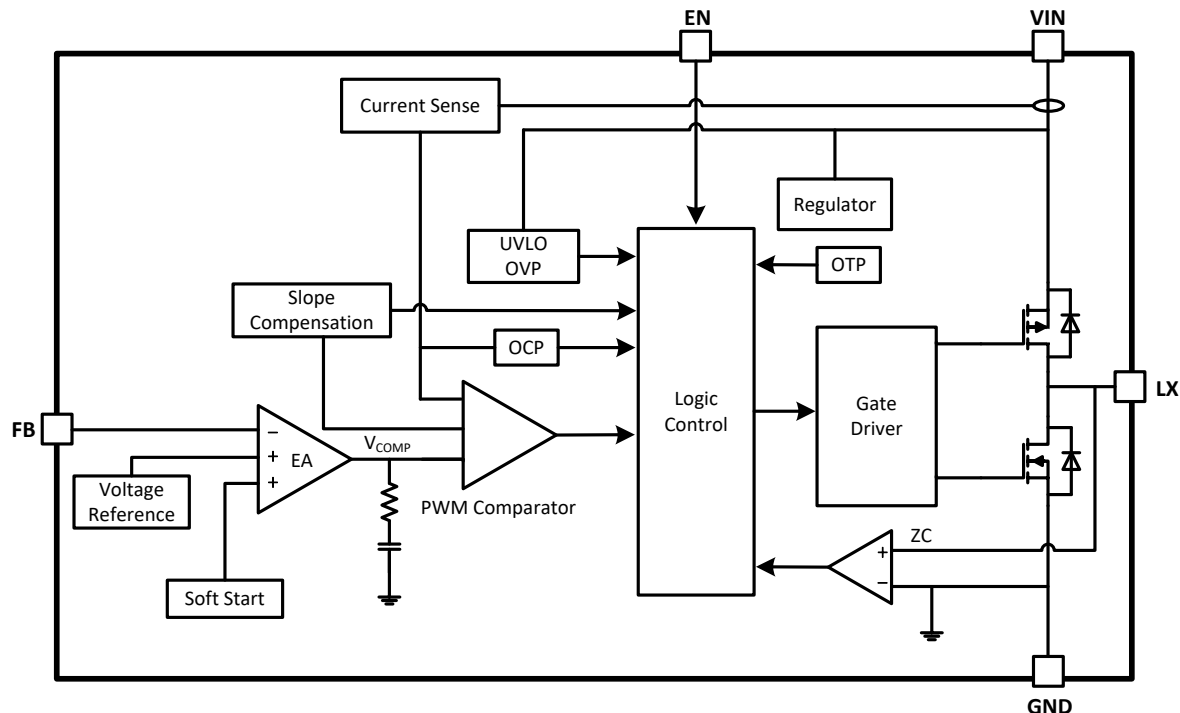 EN
VIN
Current Sense
Regulator
UVLO
OVP
OTP
Slope
Compensation
OCP
Logic
Control
Gate
Driver
LX
FB
−
+
+
EA
VCOMP
PWM Comparator
Voltage
Reference
Soft Start
ZC
+
−
GND